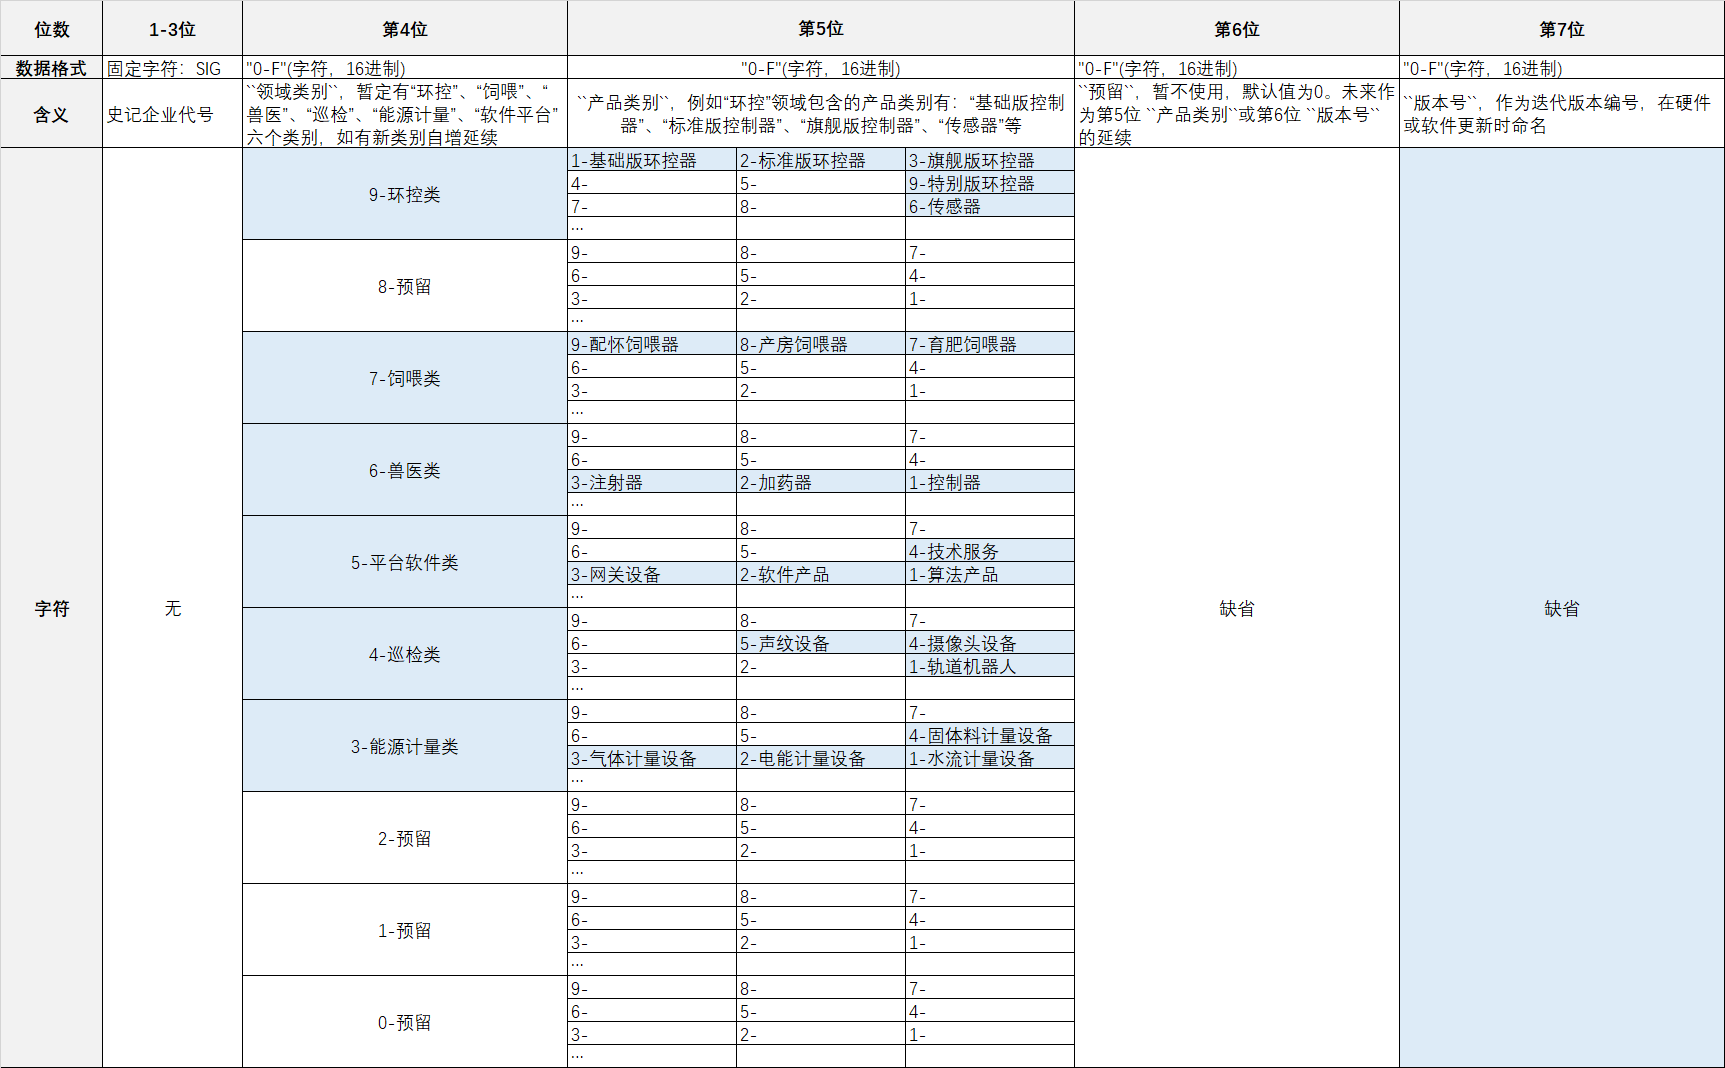 位数 1-3位 第4位 第5位 第6位 第7位
数据格式 固定字符：SIG "0-F"(字符，16进制) "0-F"(字符，16进制) "0-F"(字符，16进制) "0-F"(字符，16进制)
含义
史记企业代号
``领域类别``，暂定有“环控”、“饲喂”、“
兽医”、“巡检”、“能源计量”、“软件平台”
六个类别，如有新类别自增延续
``产品类别``，例如“环控”领域包含的产品类别有：“基础版控制
器”、“标准版控制器”、“旗舰版控制器”、“传感器”等
``预留``，暂不使用，默认值为0。未来作
为第5位 ``产品类别``或第6位 ``版本号``
的延续
``版本号``，作为迭代版本编号，在硬件
或软件更新时命名
字符
无
9-环控类
1-基础版环控器 2-标准版环控器 3-旗舰版环控器
4- 5- 9-特别版环控器
7- 8- 6-传感器
...
8-预留
9- 8- 7-
6- 5- 4-
3- 2- 1-
...
7-饲喂类
9-配怀饲喂器 8-产房饲喂器 7-育肥饲喂器
6- 5- 4-
3- 2- 1-
...
6-兽医类
9- 8- 7-
6- 5- 4-
3-注射器 2-加药器 1-控制器
...
5-平台软件类
9- 8- 7-
6- 5- 4-技术服务
3-网关设备 2-软件产品 1-算法产品
...
4-巡检类
9- 8- 7-
6- 5-声纹设备 4-摄像头设备
3- 2- 1-轨道机器人
...
3-能源计量类
9- 8- 7-
6- 5- 4-固体料计量设备
3-气体计量设备 2-电能计量设备 1-水流计量设备
...
2-预留
9- 8- 7-
6- 5- 4-
3- 2- 1-
...
1-预留
9- 8- 7-
6- 5- 4-
3- 2- 1-
...
0-预留
9- 8- 7-
6- 5- 4-
3- 2- 1-
...
缺省
缺省